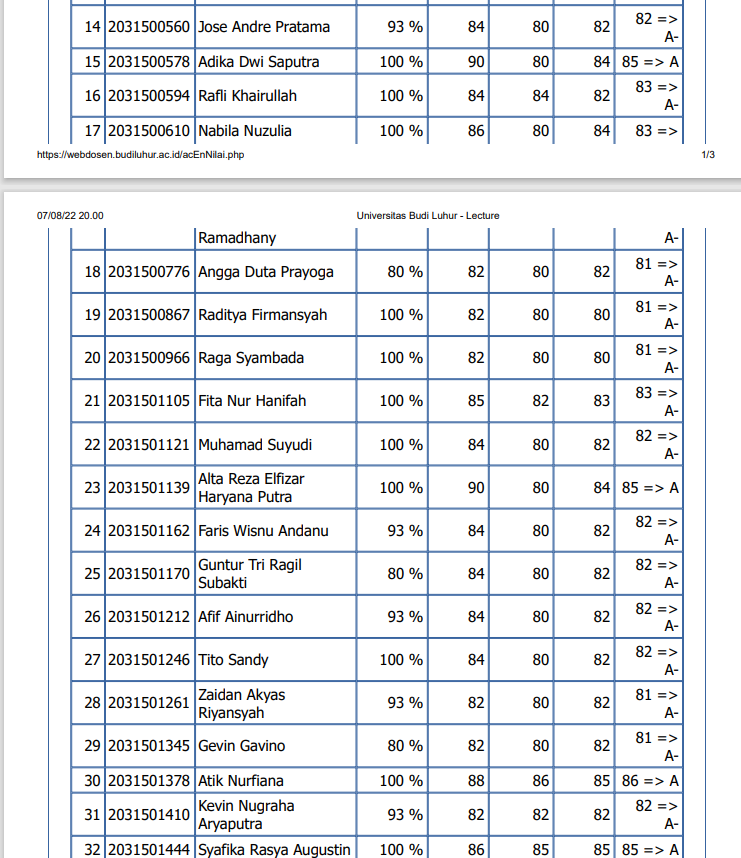 14 2031500560 Jose Andre Pratama 93 % 84 80 82 82 =>
A-
15 2031500578 Adika Dwi Saputra 100 % 90 80 84 85 => A
16 2031500594 Rafli Khairullah 100 % 84 84 82 83 =>
A-
17 2031500610 Nabila Nuzulia 100 % 86 80 84 83 =>
https://webdosen.budiluhur.ac.id/acEnNilai.php 1/3
07/08/22 20.00 Universitas Budi Luhur - Lecture
Ramadhany A-
18 2031500776 Angga Duta Prayoga 80 % 82 80 82 81 =>
A-
19 2031500867 Raditya Firmansyah 100 % 82 80 80 81 =>
A-
20 2031500966 Raga Syambada 100 % 82 80 80 81 =>
A-
21 2031501105 Fita Nur Hanifah 100 % 85 82 83 83 =>
A-
22 2031501121 Muhamad Suyudi 100 % 84 80 82 82 =>
A-
23 2031501139 Alta Reza Elfizar
Haryana Putra 100 % 90 80 84 85 => A
24 2031501162 Faris Wisnu Andanu 93 % 84 80 82 82 =>
A-
25 2031501170 Guntur Tri Ragil
Subakti 80 % 84 80 82 82 =>
A-
26 2031501212 Afif Ainurridho 93 % 84 80 82 82 =>
A-
27 2031501246 Tito Sandy 100 % 84 80 82 82 =>
A-
28 2031501261 Zaidan Akyas
Riyansyah 93 % 82 80 82 81 =>
A-
29 2031501345 Gevin Gavino 80 % 82 80 82 81 =>
A-
30 2031501378 Atik Nurfiana 100 % 88 86 85 86 => A
31 2031501410 Kevin Nugraha
Aryaputra 93 % 82 82 82 82 =>
A-
32 2031501444 Syafika Rasya Augustin 100 % 86 85 85 85 => A